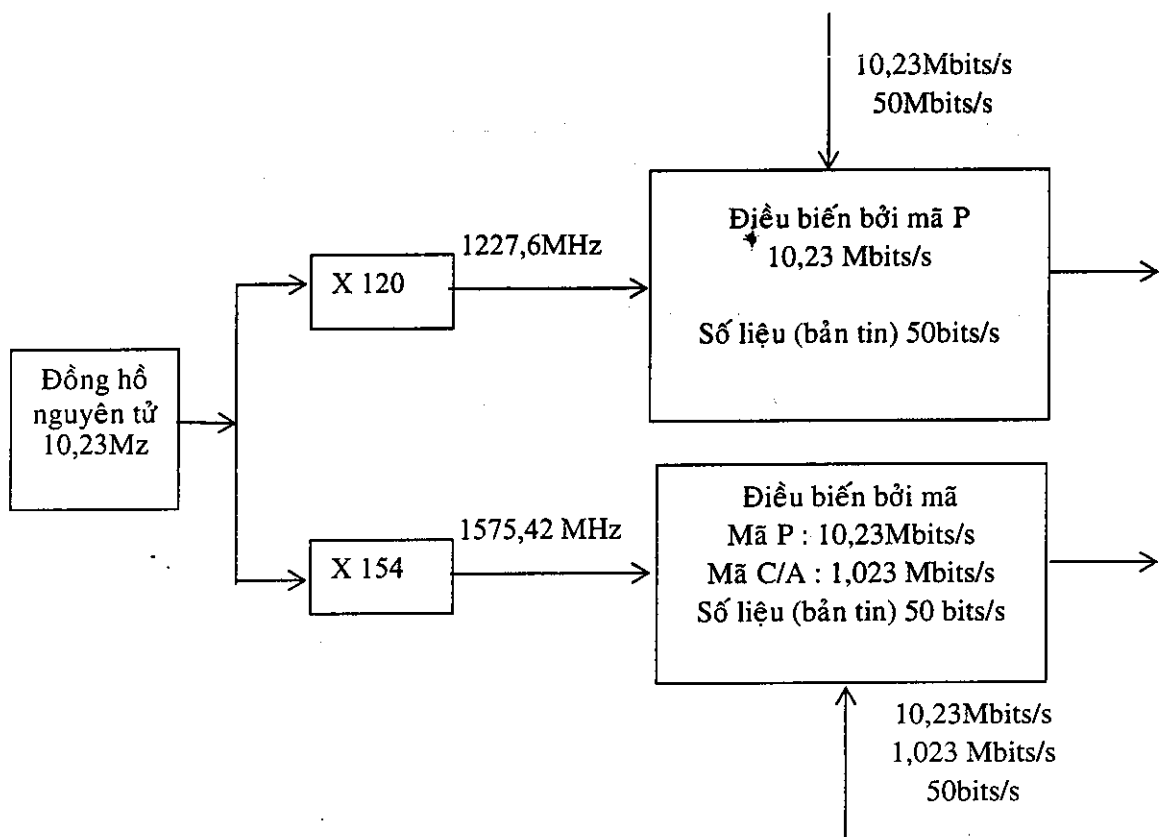 10,23Mbits/s
50Mbits/s
Điều biến bởi mã P
10,23 Mbits/s
Số liệu (bản tin) 50bits/s
1227,6MHz
X 120
Đồng hồ
nguyên tử
10,23Mz
1575,42 MHz
X 154
Điều biến bởi mã
Mã P : 10,23Mbits/s
Mã C/A : 1,023 Mbits/s
Số liệu (bản tin) 50 bits/s
10,23Mbits/s
1,023 Mbits/s
50bits/s